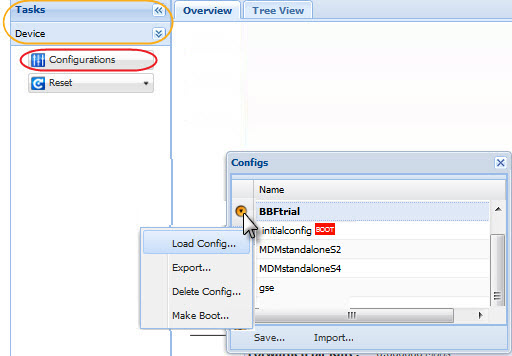 Tasks
Overview
Tree View
Device
Configurations
Reset
Configs
Name
BBFtrial
initialconfig BOOT
Load Config...
MDMstandaloneS2
Export...
MDMstandaloneS4
Delete Config...
gse
Make Boot...
Save...
Import...